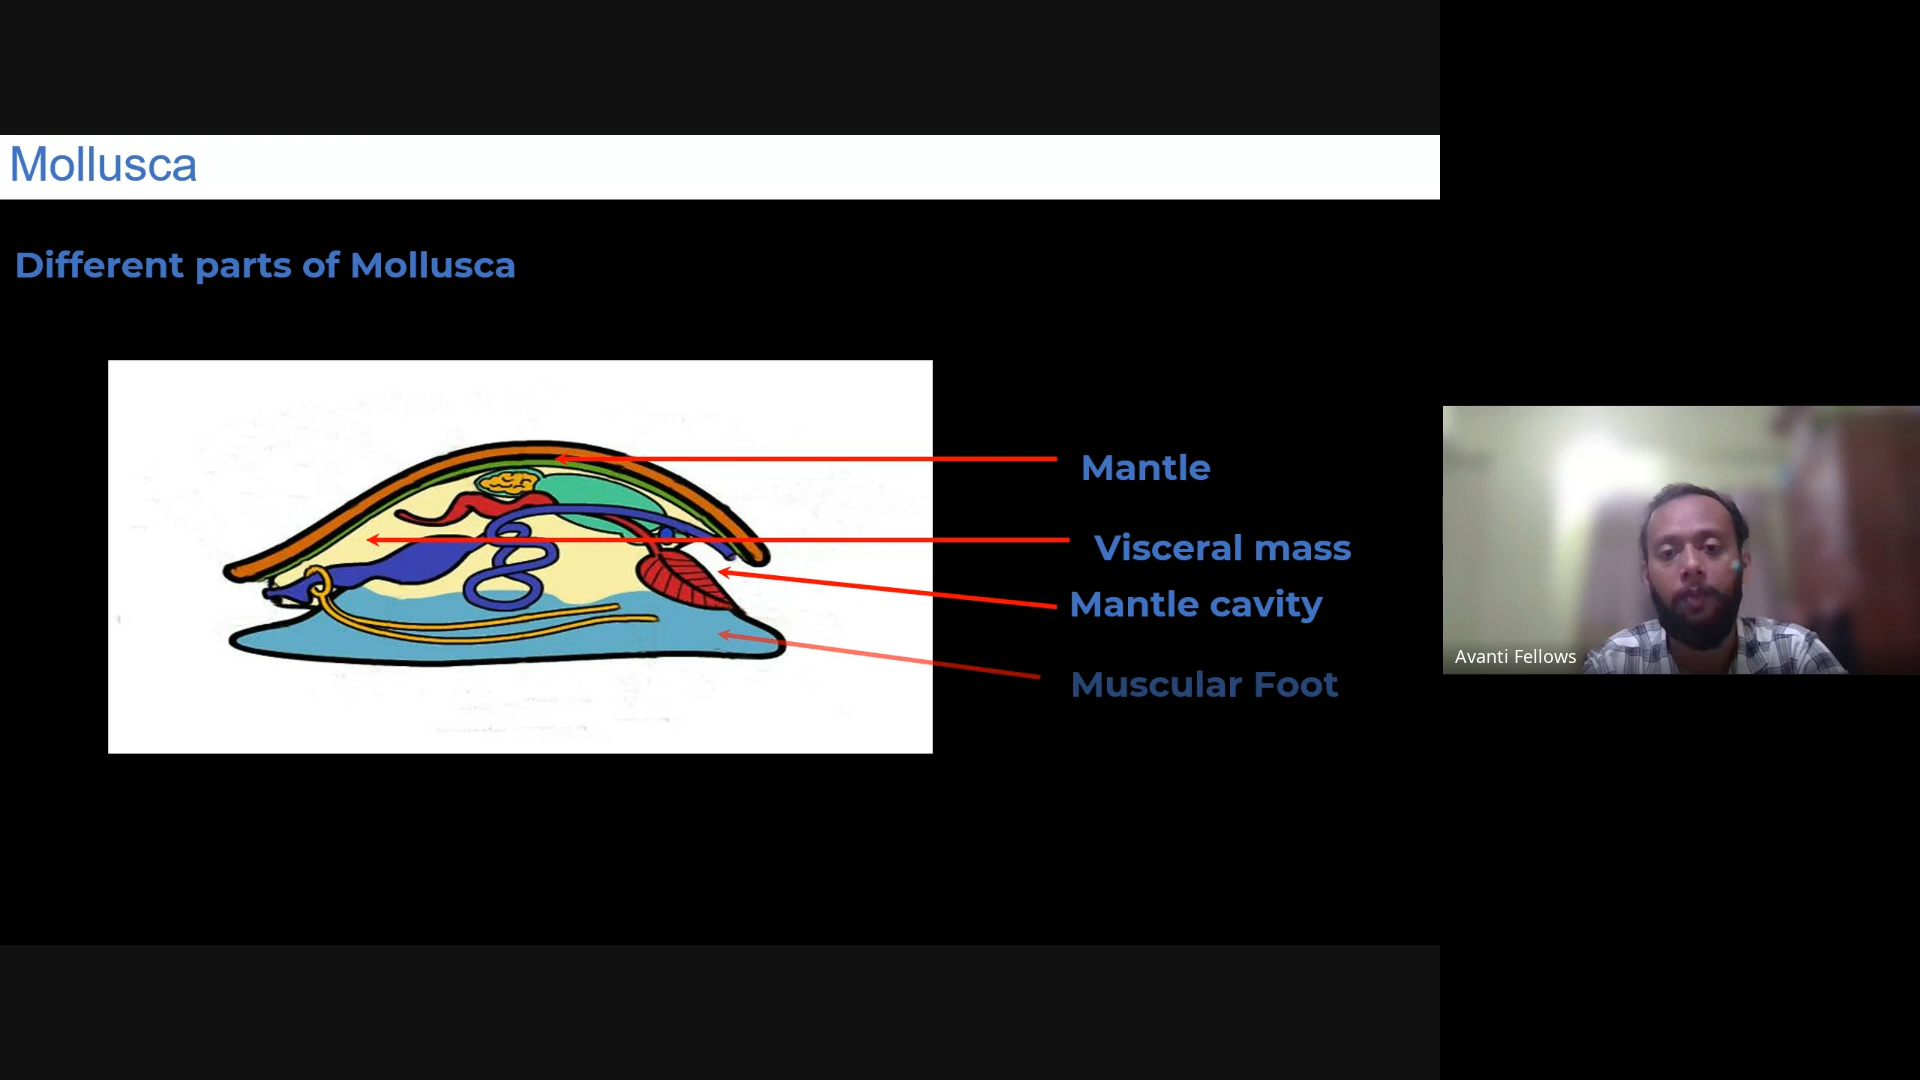 Mollusca
Different parts of Mollusca
Mantle
Visceral mass
Mantle cavity
Muscular Foot
Avanti Fellows